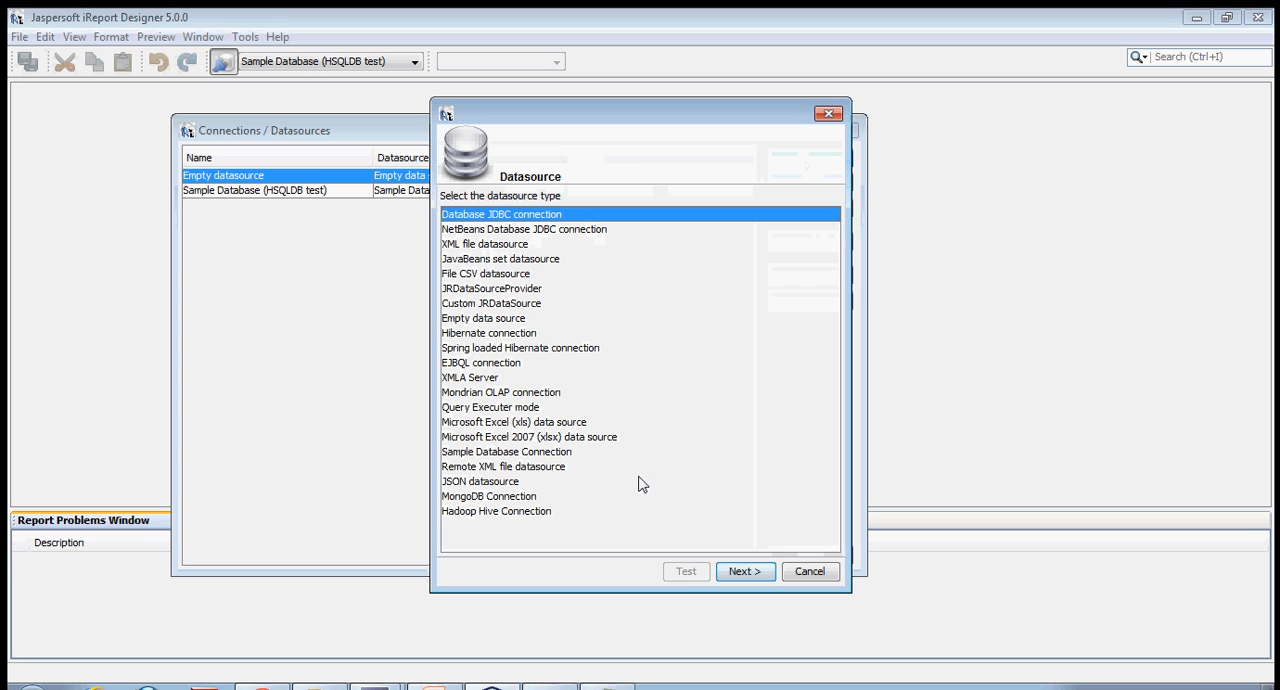 Jaspersoft iReport Designer 5.0.0
File Edit View Format Preview Window Tools Help
Sample Database (HSQLDB test)
Search (Ctrl+I)
Connections / Datasources
Name Datasource
Empty datasource Empty data
Sample Database (HSQLDB test) Sample Data
Datasource
Select the datasource type
Database JDBC connection
NetBeans Database JDBC connection
XML file datasource
JavaBeans set datasource
File CSV datasource
JRDataSourceProvider
Custom JRDataSource
Empty data source
Hibernate connection
Spring loaded Hibernate connection
EJBQL connection
XMLA Server
Mondrian OLAP connection
Query Executer mode
Microsoft Excel (xls) data source
Microsoft Excel 2007 (xlsx) data source
Sample Database Connection
Remote XML file datasource
JSON datasource
MongoDB Connection
Hadoop Hive Connection
Test Next > Cancel
Report Problems Window
Description